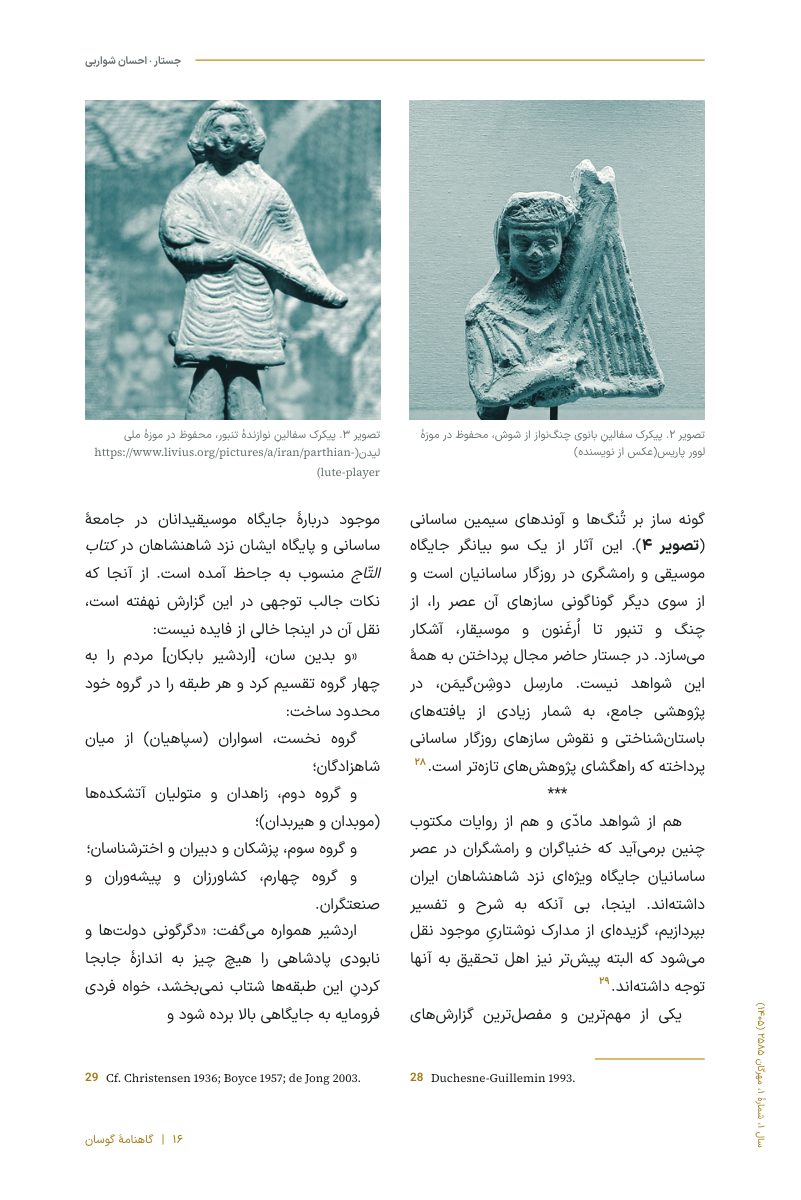 جستار · احسان شواربی
تصویر ۲. پیکرک سفالینِ بانوی چنگ‌نواز از شوش، محفوظ در موزهٔ
لوور پاریس(عکس از نویسنده)
تصویر ۳. پیکرک سفالین نوازندهٔ تنبور، محفوظ در موزهٔ ملی
لیدن(https://www.livius.org/pictures/a/iran/parthian-
lute-player)
گونه ساز بر تُنگ‌ها و آوندهای سیمین ساسانی
(تصویر ۴). این آثار از یک سو بیانگر جایگاه
موسیقی و رامشگری در روزگار ساسانیان است و
از سوی دیگر گوناگونی سازهای آن عصر را، از
چنگ و تنبور تا اُرغَنون و موسیقار، آشکار
می‌سازد. در جستار حاضر مجال پرداختن به همهٔ
این شواهد نیست. مارسِل دوشِن‌گیمَن، در
پژوهشی جامع، به شمار زیادی از یافته‌های
باستان‌شناختی و نقوش سازهای روزگار ساسانی
پرداخته که راهگشای پژوهش‌های تازه‌تر است.۲۸
***
هم از شواهد مادّی و هم از روایات مکتوب
چنین برمی‌آید که خنیاگران و رامشگران در عصر
ساسانیان جایگاه ویژه‌ای نزد شاهنشاهان ایران
داشته‌اند. اینجا، بی آنکه به شرح و تفسیر
بپردازیم، گزیده‌ای از مدارک نوشتاریِ موجود نقل
می‌شود که البته پیش‌تر نیز اهل تحقیق به آنها
توجه داشته‌اند.۲۹
یکی از مهم‌ترین و مفصل‌ترین گزارش‌های
موجود دربارهٔ جایگاه موسیقیدانان در جامعهٔ
ساسانی و پایگاه ایشان نزد شاهنشاهان در کتاب
التّاج منسوب به جاحظ آمده است. از آنجا که
نکات جالب توجهی در این گزارش نهفته است،
نقل آن در اینجا خالی از فایده نیست:
«و بدین سان، [اردشیر بابکان] مردم را به
چهار گروه تقسیم کرد و هر طبقه را در گروه خود
محدود ساخت:
گروه نخست، اسواران (سپاهیان) از میان
شاهزادگان؛
و گروه دوم، زاهدان و متولیان آتشکده‌ها
(موبدان و هیربدان)؛
و گروه سوم، پزشکان و دبیران و اخترشناسان؛
و گروه چهارم، کشاورزان و پیشه‌وران و
صنعتگران.
اردشیر همواره می‌گفت: «دگرگونی دولت‌ها و
نابودی پادشاهی را هیچ چیز به اندازهٔ جابجا
کردنِ این طبقه‌ها شتاب نمی‌بخشد، خواه فردی
فرومایه به جایگاهی بالا برده شود و
28 Duchesne-Guillemin 1993.
29 Cf. Christensen 1936; Boyce 1957; de Jong 2003.
سال ۱، شمارهٔ ۱، مهرگان ۲۵۸۵ (۱۴۰۵)
۱۶ | گاهنامهٔ گوسان